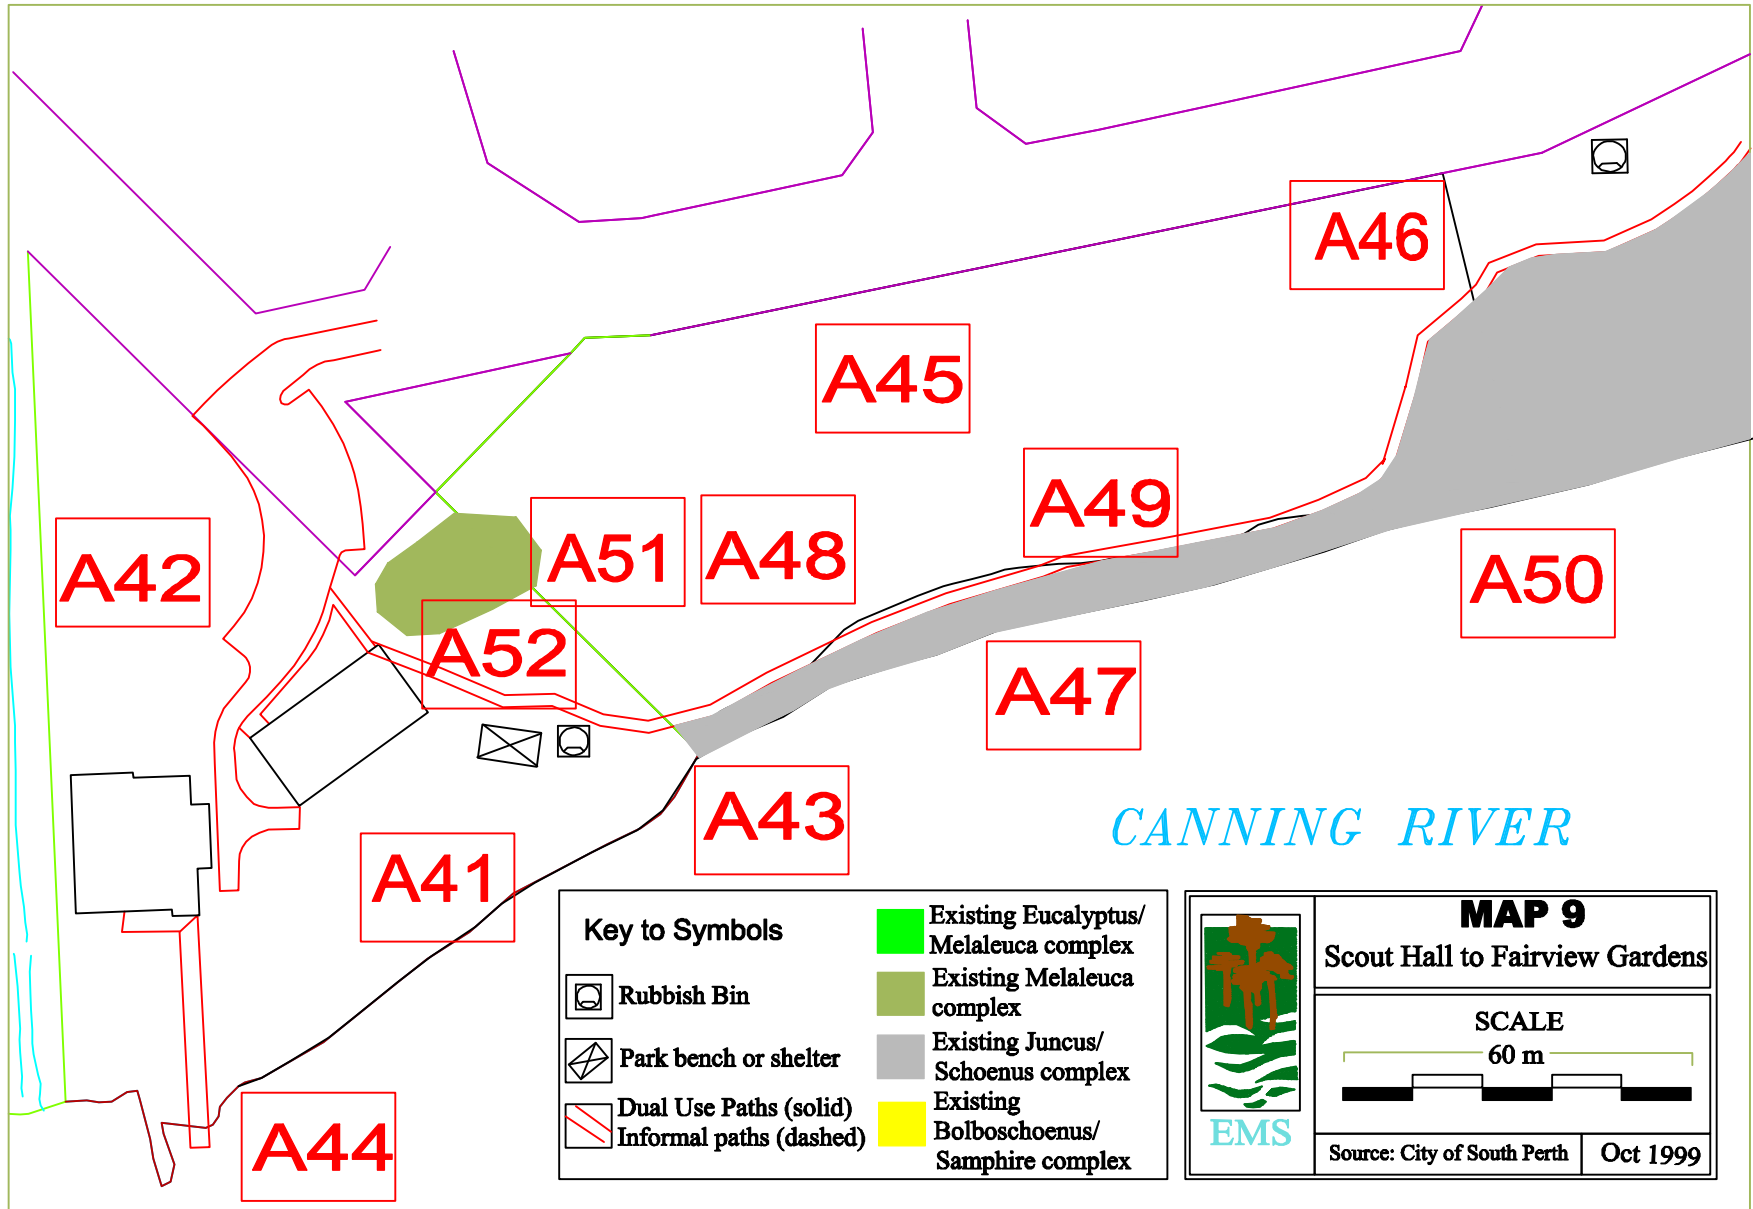 A46
A45
A49
A42
A51
A48
A50
A52
A47
A43
A41
A44
CANNING RIVER
Key to Symbols
Rubbish Bin
Park bench or shelter
Dual Use Paths (solid)
Informal paths (dashed)
Existing Eucalyptus/
Melaleuca complex
Existing Melaleuca
complex
Existing Juncus/
Schoenus complex
Existing
Bolboschoenus/
Samphire complex
EMS
MAP 9
Scout Hall to Fairview Gardens
SCALE
60 m
Source: City of South Perth
Oct 1999